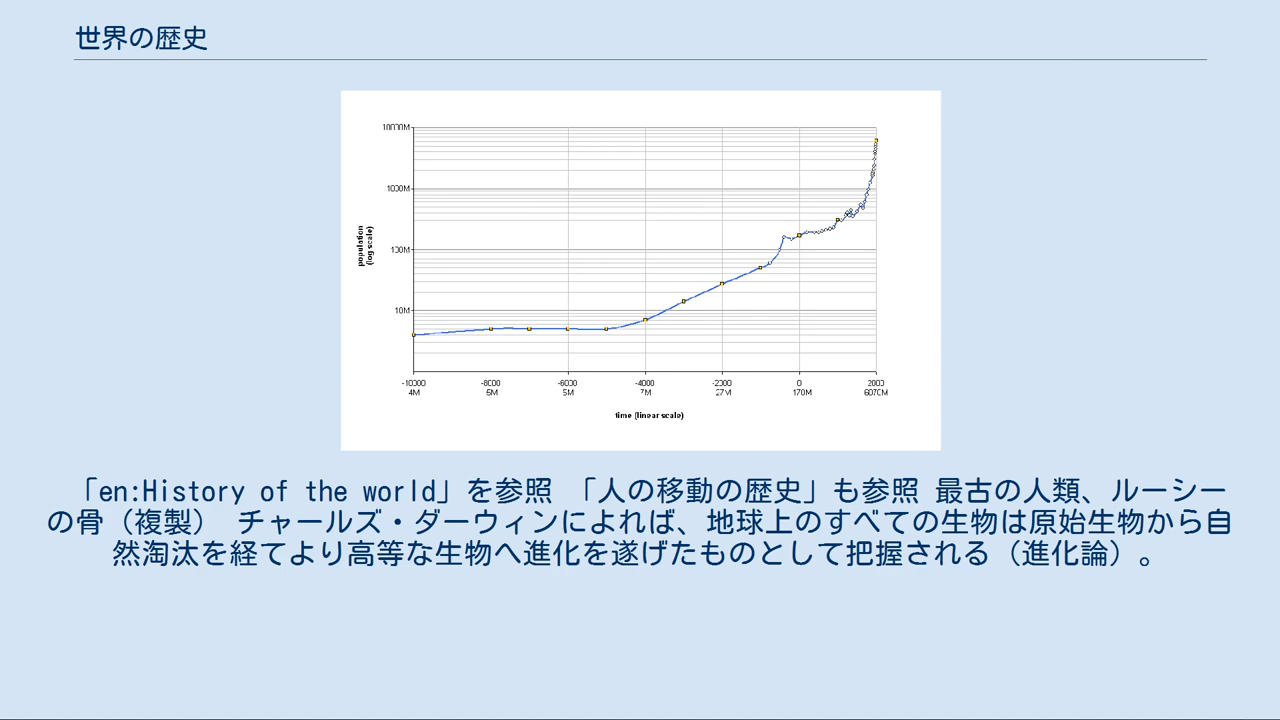 世界の歴史
10000M
1000M
100M
10M
population
(log scale)
-10000 -8000 -6000 -4000 -2000 0 2000
4M 5M 5M 7M 27M 170M 6070M
time (linear scale)
「en:History of the world」を参照 「人の移動の歴史」も参照 最古の人類、ルーシー
の骨（複製） チャールズ・ダーウィンによれば、地球上のすべての生物は原始生物から自
然淘汰を経てより高等な生物へ進化を遂げたものとして把握される（進化論）。